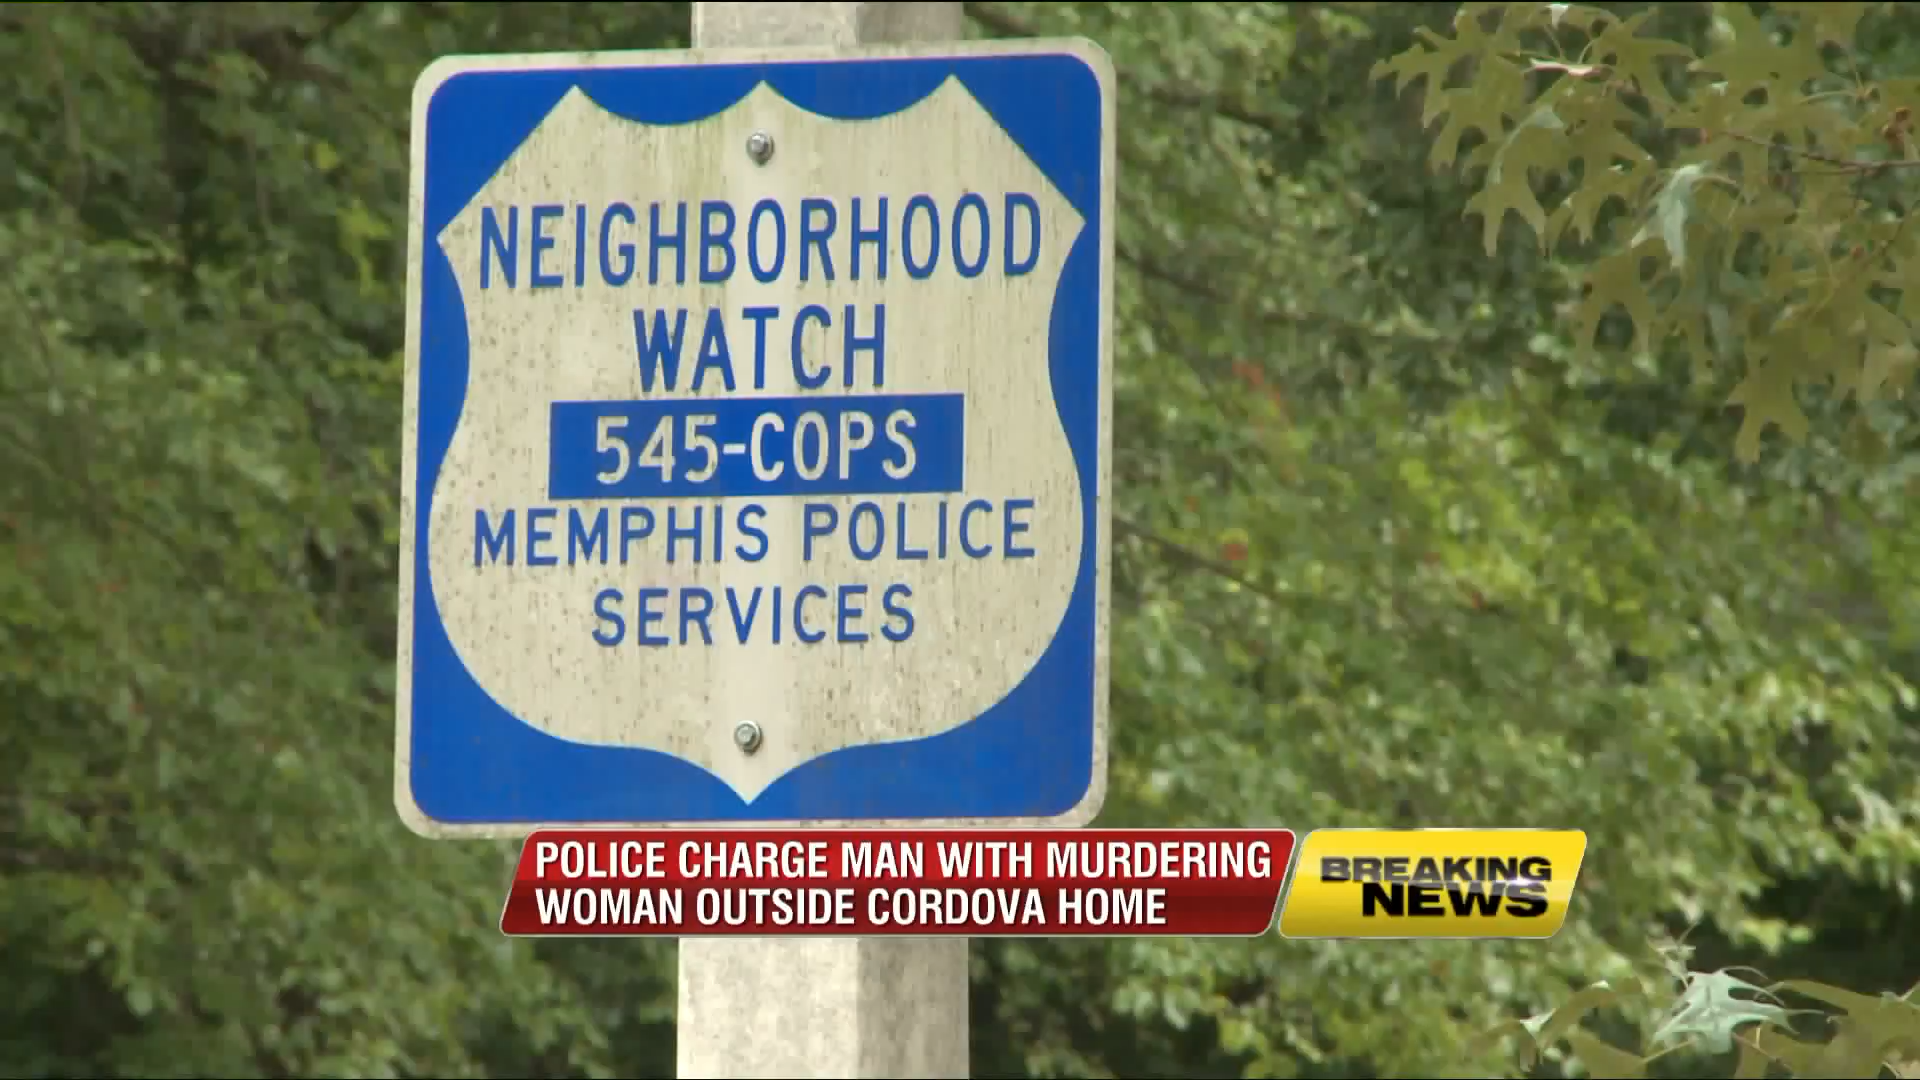 NEIGHBORHOOD
WATCH
545-COPS
MEMPHIS POLICE
SERVICES
POLICE CHARGE MAN WITH MURDERING
WOMAN OUTSIDE CORDOVA HOME
BREAKING
NEWS